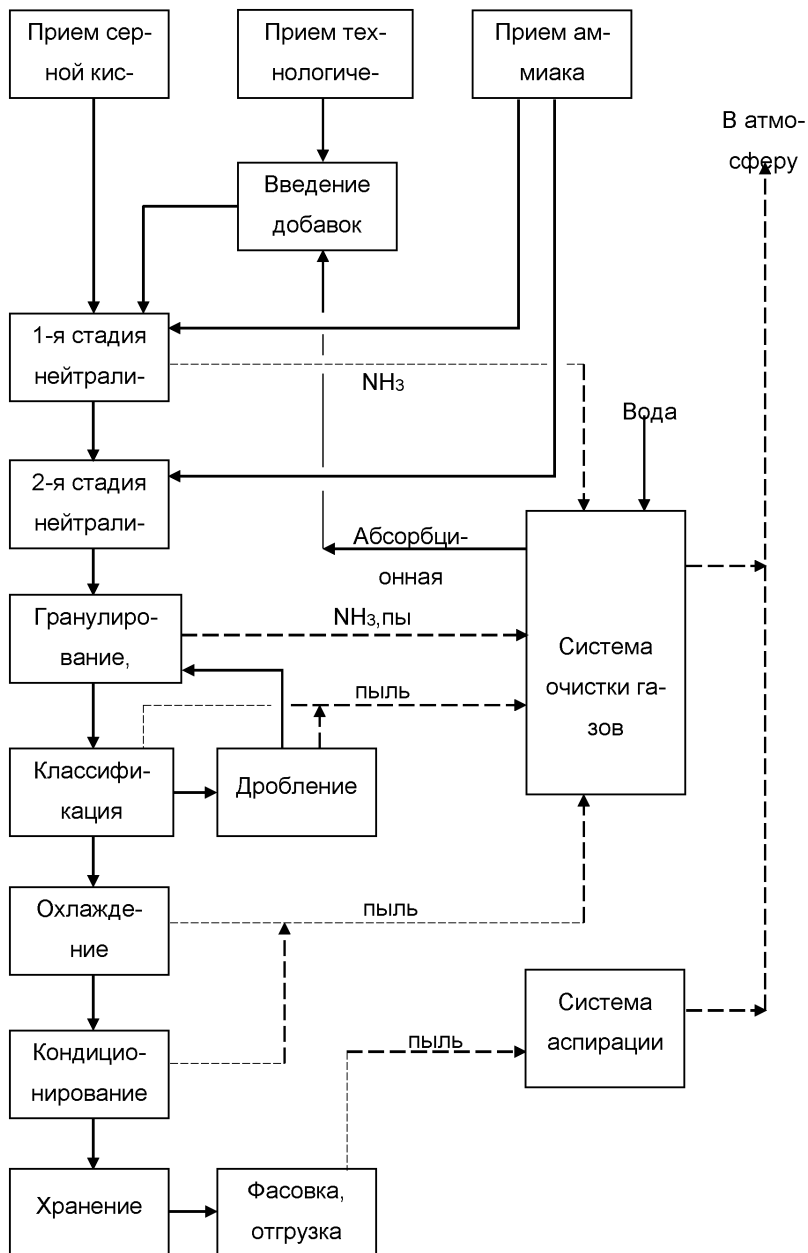 Прием сер-
ной кис-
Прием тех-
нологиче-
Прием ам-
миака
В атмо-
сферу
Введение
добавок
1-я стадия
нейтрали-
NH₃
Вода
2-я стадия
нейтрали-
Абсорбци-
онная
Гранулиро-
вание,
NH₃,пы
Система
очистки га-
зов
пыль
Классифи-
кация
Дробление
Охлажде-
ние
пыль
Система
аспирации
Кондицио-
нирование
пыль
Хранение
Фасовка,
отгрузка